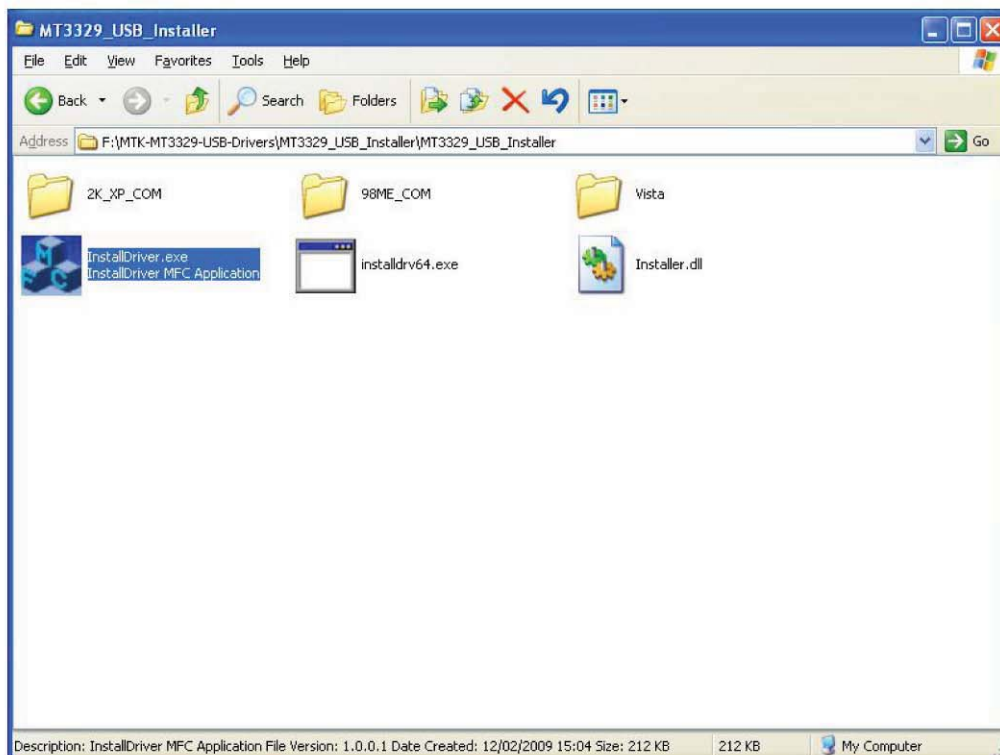 MT3329_USB_Installer
File Edit View Favorites Tools Help
Back Search Folders
Address F:\MTK-MT3329-USB-Drivers\MT3329_USB_Installer\MT3329_USB_Installer Go
2K_XP_COM 98ME_COM Vista
InstallDriver.exe
InstallDriver MFC Application
installdrv64.exe
Installer.dll
Description: InstallDriver MFC Application File Version: 1.0.0.1 Date Created: 12/02/2009 15:04 Size: 212 KB 212 KB My Computer